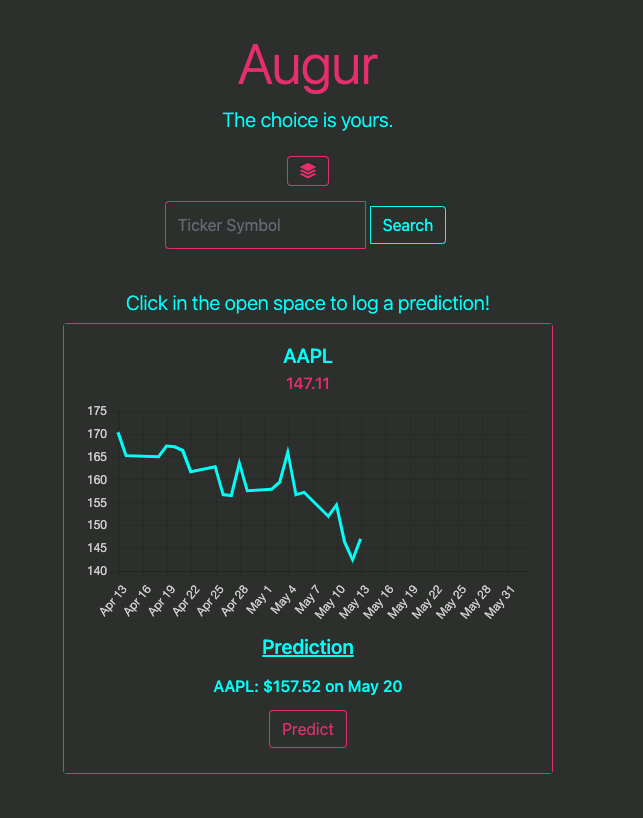 Augur
The choice is yours.
Ticker Symbol Search
Click in the open space to log a prediction!
AAPL
147.11
175
170
165
160
155
150
145
140
Apr 13 Apr 16 Apr 19 Apr 22 Apr 25 Apr 28 May 1 May 4 May 7 May 10 May 13 May 16 May 19 May 22 May 25 May 28 May 31
Prediction
AAPL: $157.52 on May 20
Predict